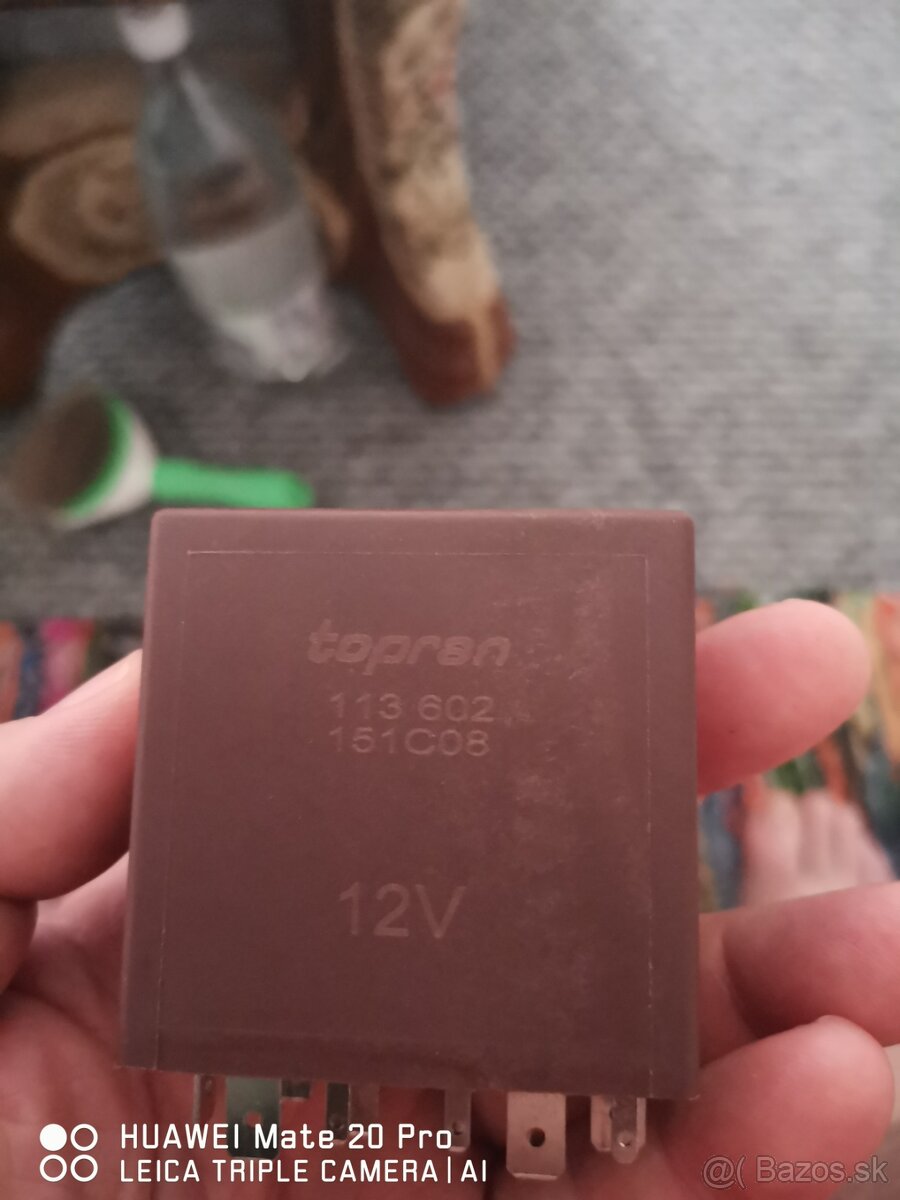 topran
113 602
151C08
12V
HUAWEI Mate 20 Pro
LEICA TRIPLE CAMERA | AI
@( Bazos.sk